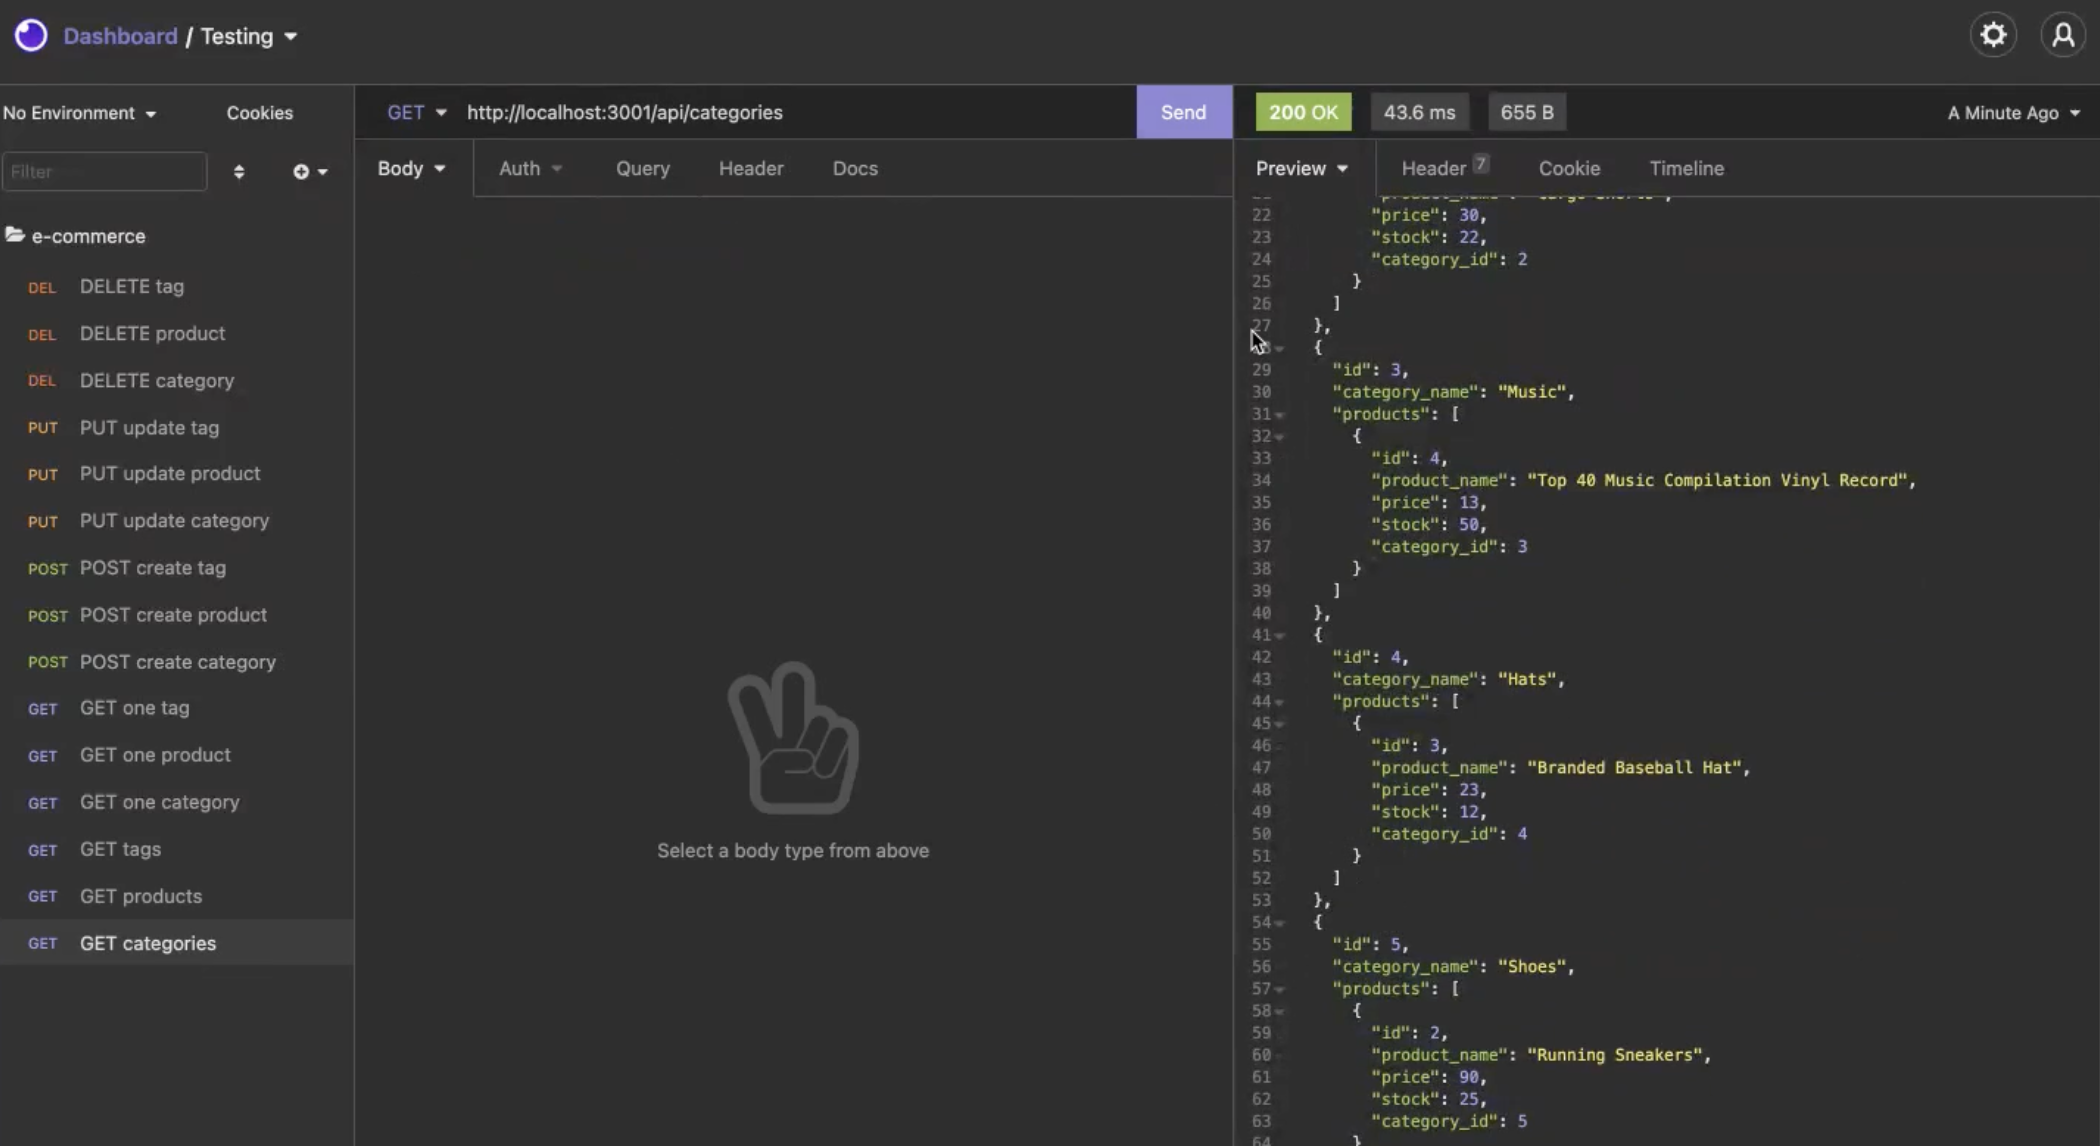 Dashboard / Testing
No Environment
Cookies
Filter
e-commerce
DEL DELETE tag
DEL DELETE product
DEL DELETE category
PUT PUT update tag
PUT PUT update product
PUT PUT update category
POST POST create tag
POST POST create product
POST POST create category
GET GET one tag
GET GET one product
GET GET one category
GET GET tags
GET GET products
GET GET categories
GET http://localhost:3001/api/categories
Send
Body Auth Query Header Docs
Select a body type from above
200 OK 43.6 ms 655 B
A Minute Ago
Preview Header 7 Cookie Timeline
22 "price": 30,
23 "stock": 22,
24 "category_id": 2
25 }
26 ]
27 },
{
29 "id": 3,
30 "category_name": "Music",
31 "products": [
32 {
33 "id": 4,
34 "product_name": "Top 40 Music Compilation Vinyl Record",
35 "price": 13,
36 "stock": 50,
37 "category_id": 3
38 }
39 ]
40 },
41 {
42 "id": 4,
43 "category_name": "Hats",
44 "products": [
45 {
46 "id": 3,
47 "product_name": "Branded Baseball Hat",
48 "price": 23,
49 "stock": 12,
50 "category_id": 4
51 }
52 ]
53 },
54 {
55 "id": 5,
56 "category_name": "Shoes",
57 "products": [
58 {
59 "id": 2,
60 "product_name": "Running Sneakers",
61 "price": 90,
62 "stock": 25,
63 "category_id": 5
64 }